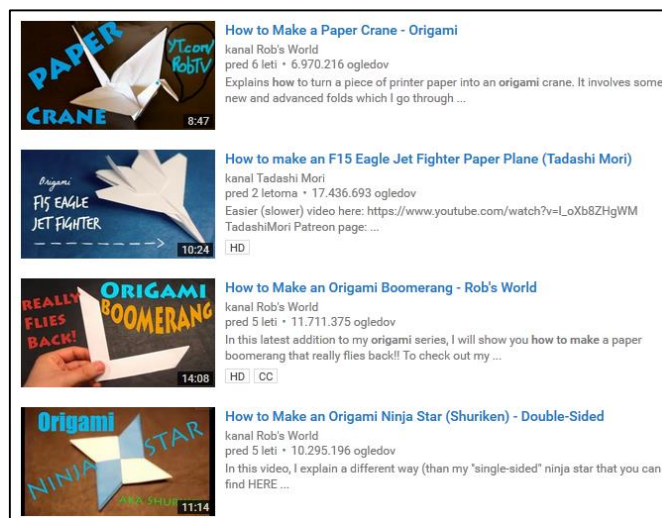 PAPER
CRANE
YT.com/
RobTV
8:47
How to Make a Paper Crane - Origami
kanal Rob's World
pred 6 leti • 6.970.216 ogledov
Explains how to turn a piece of printer paper into an origami crane. It involves some
new and advanced folds which I go through ...
Origami
F15 EAGLE
JET FIGHTER
10:24
How to make an F15 Eagle Jet Fighter Paper Plane (Tadashi Mori)
kanal Tadashi Mori
pred 2 letoma • 17.436.693 ogledov
Easier (slower) video here: https://www.youtube.com/watch?v=I_oXb8ZHgWM
TadashiMori Patreon page: ...
HD
REALLY
FLIES
BACK!
ORIGAMI
BOOMERANG
14:08
How to Make an Origami Boomerang - Rob's World
kanal Rob's World
pred 5 leti • 11.711.375 ogledov
In this latest addition to my origami series, I will show you how to make a paper
boomerang that really flies back!! To check out my ...
HD CC
Origami
NINJA
STAR
AKA SHURIKEN
11:14
How to Make an Origami Ninja Star (Shuriken) - Double-Sided
kanal Rob's World
pred 5 leti • 10.295.196 ogledov
In this video, I explain a different way (than my "single-sided" ninja star that you can
find HERE ...